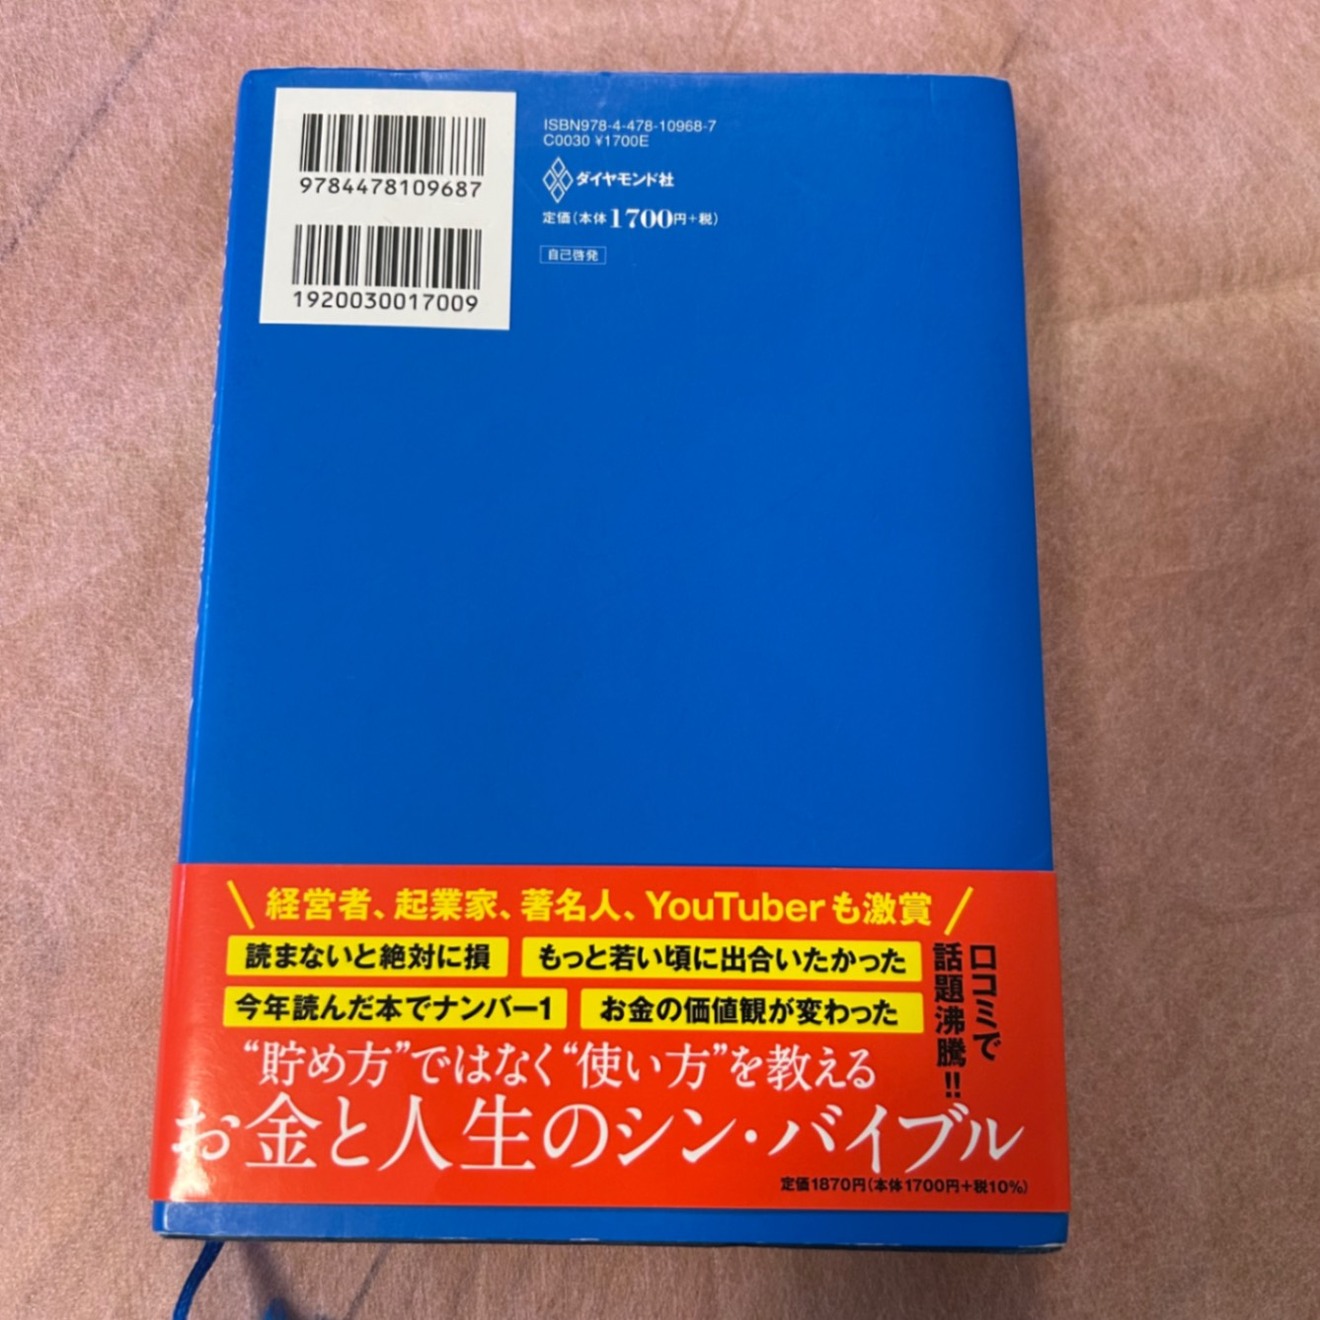 9784478109687
1920030017009
ISBN978-4-478-10968-7
C0030 ¥1700E
ダイヤモンド社
定価(本体1700円+税)
自己啓発
経営者、起業家、著名人、YouTuberも激賞
読まないと絶対に損
もっと若い頃に出合いたかった
今年読んだ本でナンバー1
お金の価値観が変わった
口コミで
話題沸騰!!
“貯め方”ではなく“使い方”を教える
お金と人生のシン・バイブル
定価1870円(本体1700円+税10%)